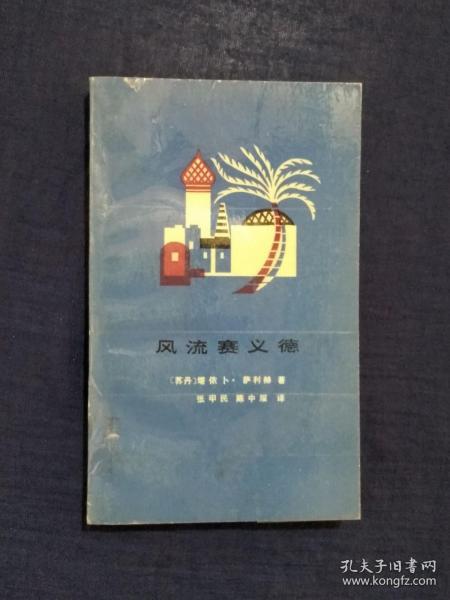 风流赛义德
〔苏丹〕塔依卜·萨利赫 著
张甲民 陈中耀 译
孔夫子旧书网
www.kongfz.com